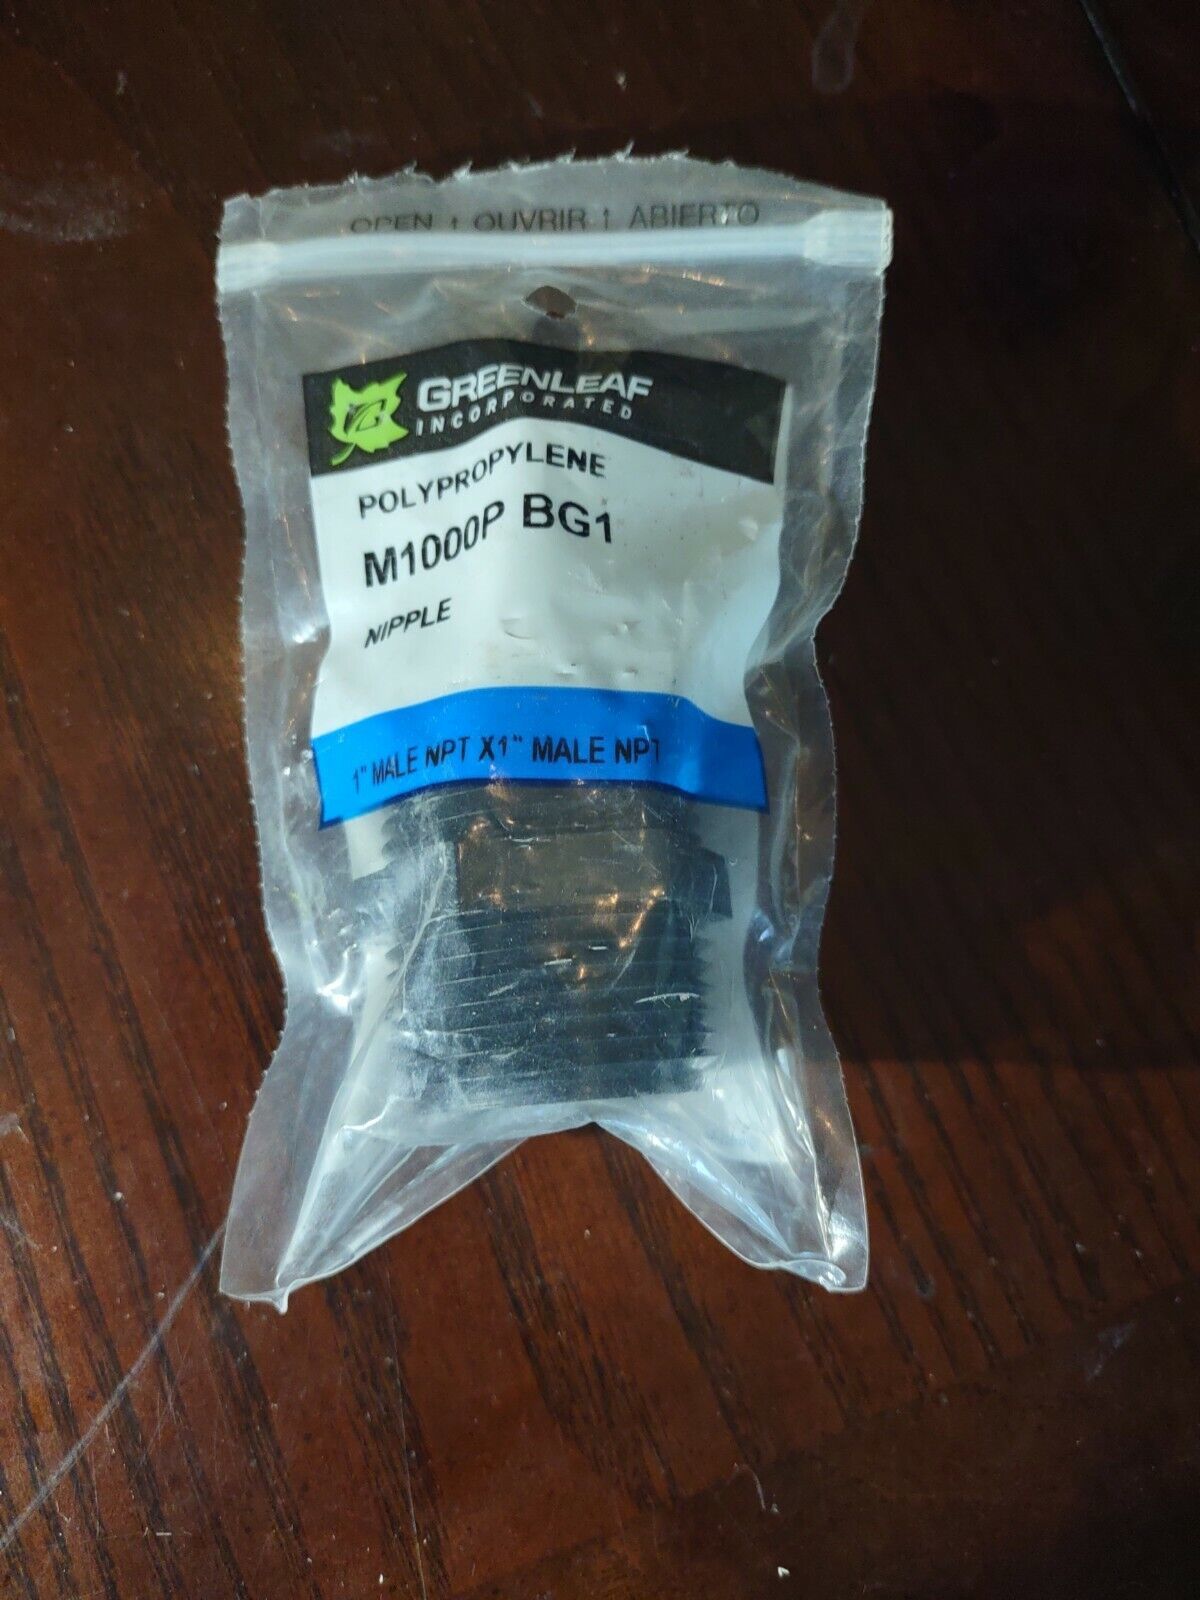 OPEN ↑ OUVRIR ↑ ABIERTO
GREENLEAF
INCORPORATED
POLYPROPYLENE
M1000P BG1
NIPPLE
1" MALE NPT X1" MALE NPT